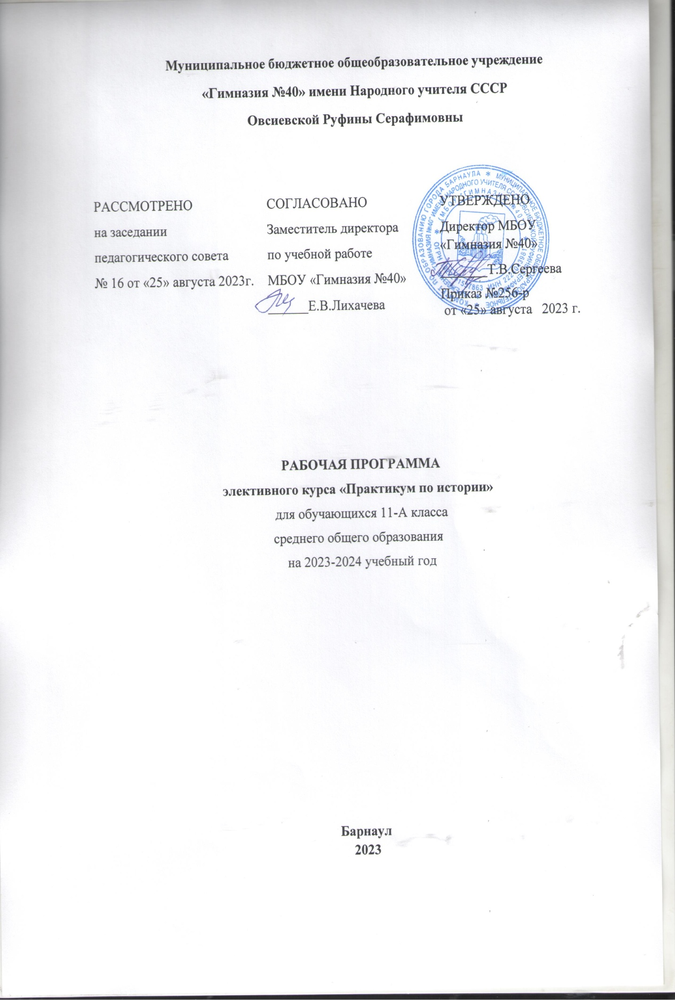 Муниципальное бюджетное общеобразовательное учреждение
«Гимназия №40» имени Народного учителя СССР
Овсиевской Руфины Серафимовны
РАССМОТРЕНО
на заседании
педагогического совета
№ 16 от «25» августа 2023г.
СОГЛАСОВАНО
Заместитель директора
по учебной работе
МБОУ «Гимназия №40»
______Е.В.Лихачева
УТВЕРЖДЕНО
Директор МБОУ
«Гимназия №40»
_______Т.В.Сергеева
Приказ №256-р
от «25» августа 2023 г.
РАБОЧАЯ ПРОГРАММА
элективного курса «Практикум по истории»
для обучающихся 11-А класса
среднего общего образования
на 2023-2024 учебный год
Барнаул
2023